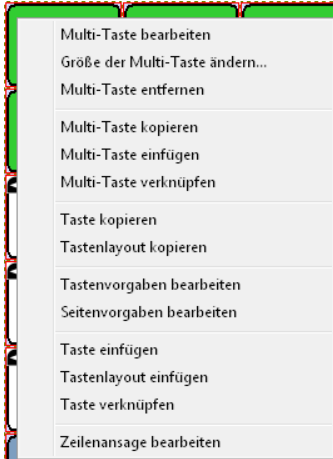 Multi-Taste bearbeiten
Größe der Multi-Taste ändern...
Multi-Taste entfernen
Multi-Taste kopieren
Multi-Taste einfügen
Multi-Taste verknüpfen
Taste kopieren
Tastenlayout kopieren
Tastenvorgaben bearbeiten
Seitenvorgaben bearbeiten
Taste einfügen
Tastenlayout einfügen
Taste verknüpfen
Zeilenansage bearbeiten